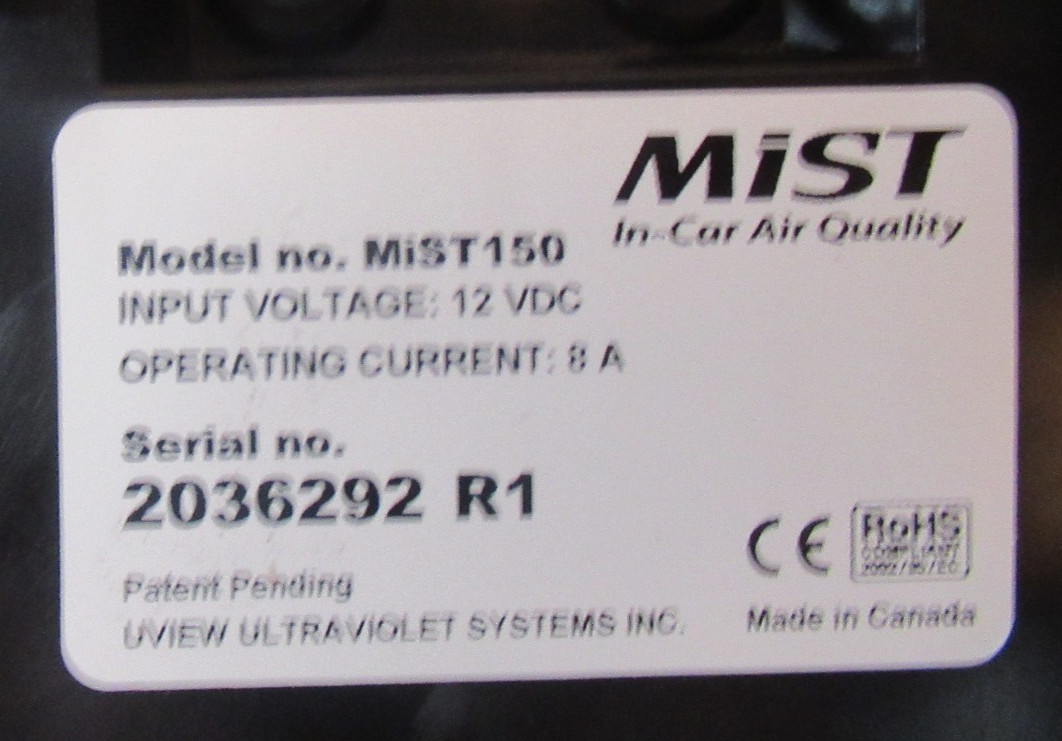 MiST
In-Car Air Quality
Model no. MiST150
INPUT VOLTAGE: 12 VDC
OPERATING CURRENT: 8 A
Serial no.
2036292 R1
CE
RoHS
COMPLIANT
2002/95/EC
Patent Pending
UVIEW ULTRAVIOLET SYSTEMS INC.
Made in Canada